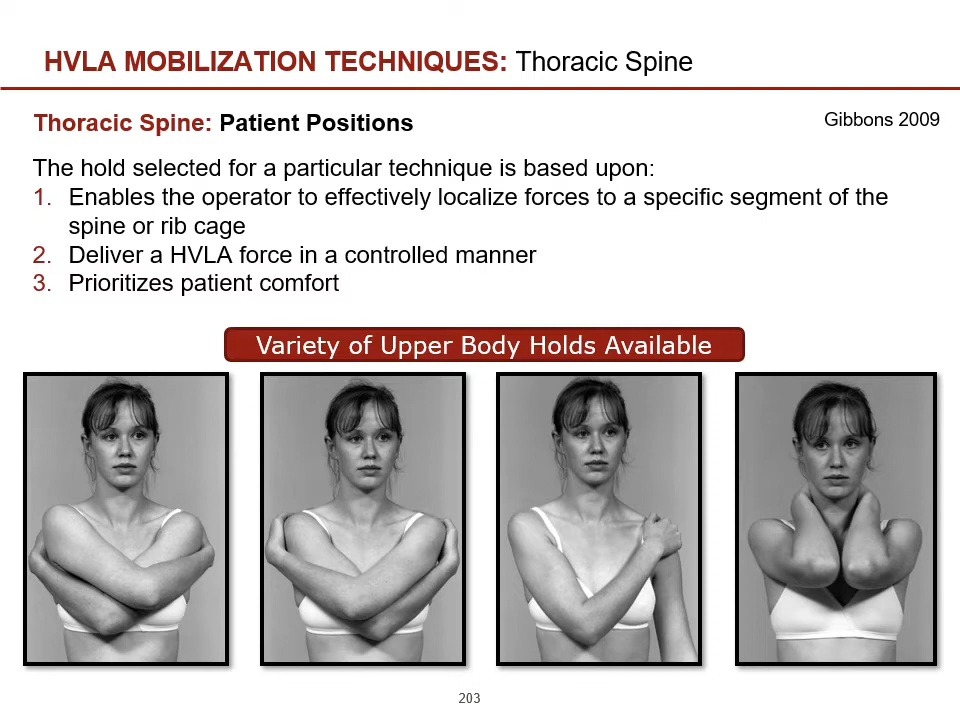 HVLA MOBILIZATION TECHNIQUES: Thoracic Spine
Thoracic Spine: Patient Positions
Gibbons 2009
The hold selected for a particular technique is based upon:
1. Enables the operator to effectively localize forces to a specific segment of the
spine or rib cage
2. Deliver a HVLA force in a controlled manner
3. Prioritizes patient comfort
Variety of Upper Body Holds Available
203